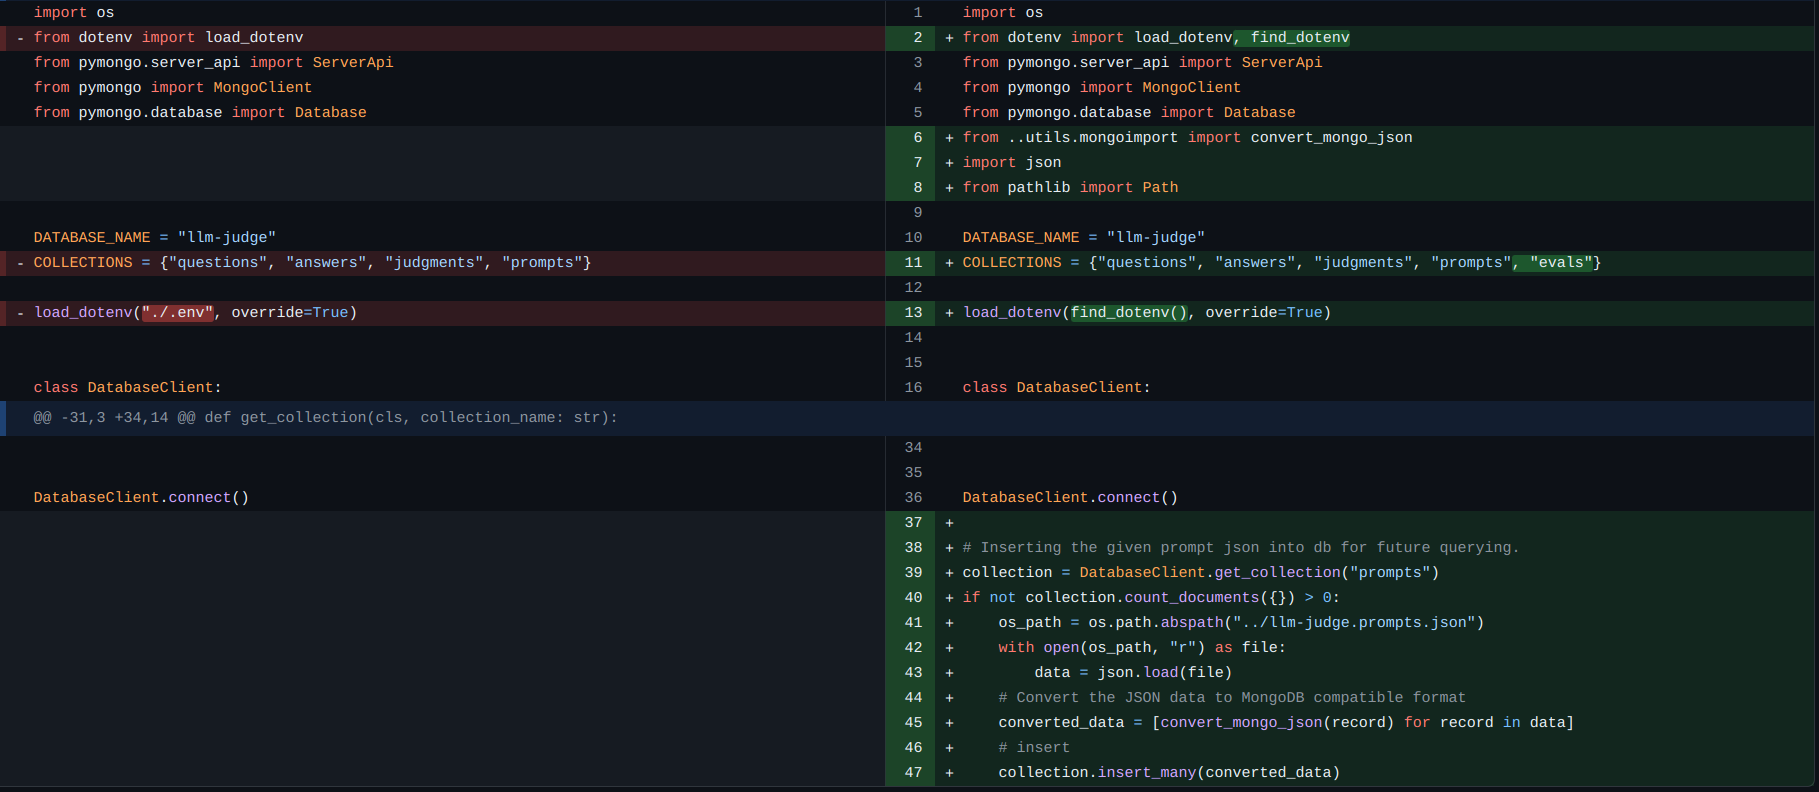 import os
- from dotenv import load_dotenv
from pymongo.server_api import ServerApi
from pymongo import MongoClient
from pymongo.database import Database
DATABASE_NAME = "llm-judge"
- COLLECTIONS = {"questions", "answers", "judgments", "prompts"}
- load_dotenv("./.env", override=True)
class DatabaseClient:
@@ -31,3 +34,14 @@ def get_collection(cls, collection_name: str):
DatabaseClient.connect()
1 import os
2 + from dotenv import load_dotenv, find_dotenv
3 from pymongo.server_api import ServerApi
4 from pymongo import MongoClient
5 from pymongo.database import Database
6 + from ..utils.mongoimport import convert_mongo_json
7 + import json
8 + from pathlib import Path
9
10 DATABASE_NAME = "llm-judge"
11 + COLLECTIONS = {"questions", "answers", "judgments", "prompts", "evals"}
12
13 + load_dotenv(find_dotenv(), override=True)
14
15
16 class DatabaseClient:
34
35
36 DatabaseClient.connect()
37 +
38 + # Inserting the given prompt json into db for future querying.
39 + collection = DatabaseClient.get_collection("prompts")
40 + if not collection.count_documents({}) > 0:
41 +     os_path = os.path.abspath("../llm-judge.prompts.json")
42 +     with open(os_path, "r") as file:
43 +         data = json.load(file)
44 +     # Convert the JSON data to MongoDB compatible format
45 +     converted_data = [convert_mongo_json(record) for record in data]
46 +     # insert
47 +     collection.insert_many(converted_data)